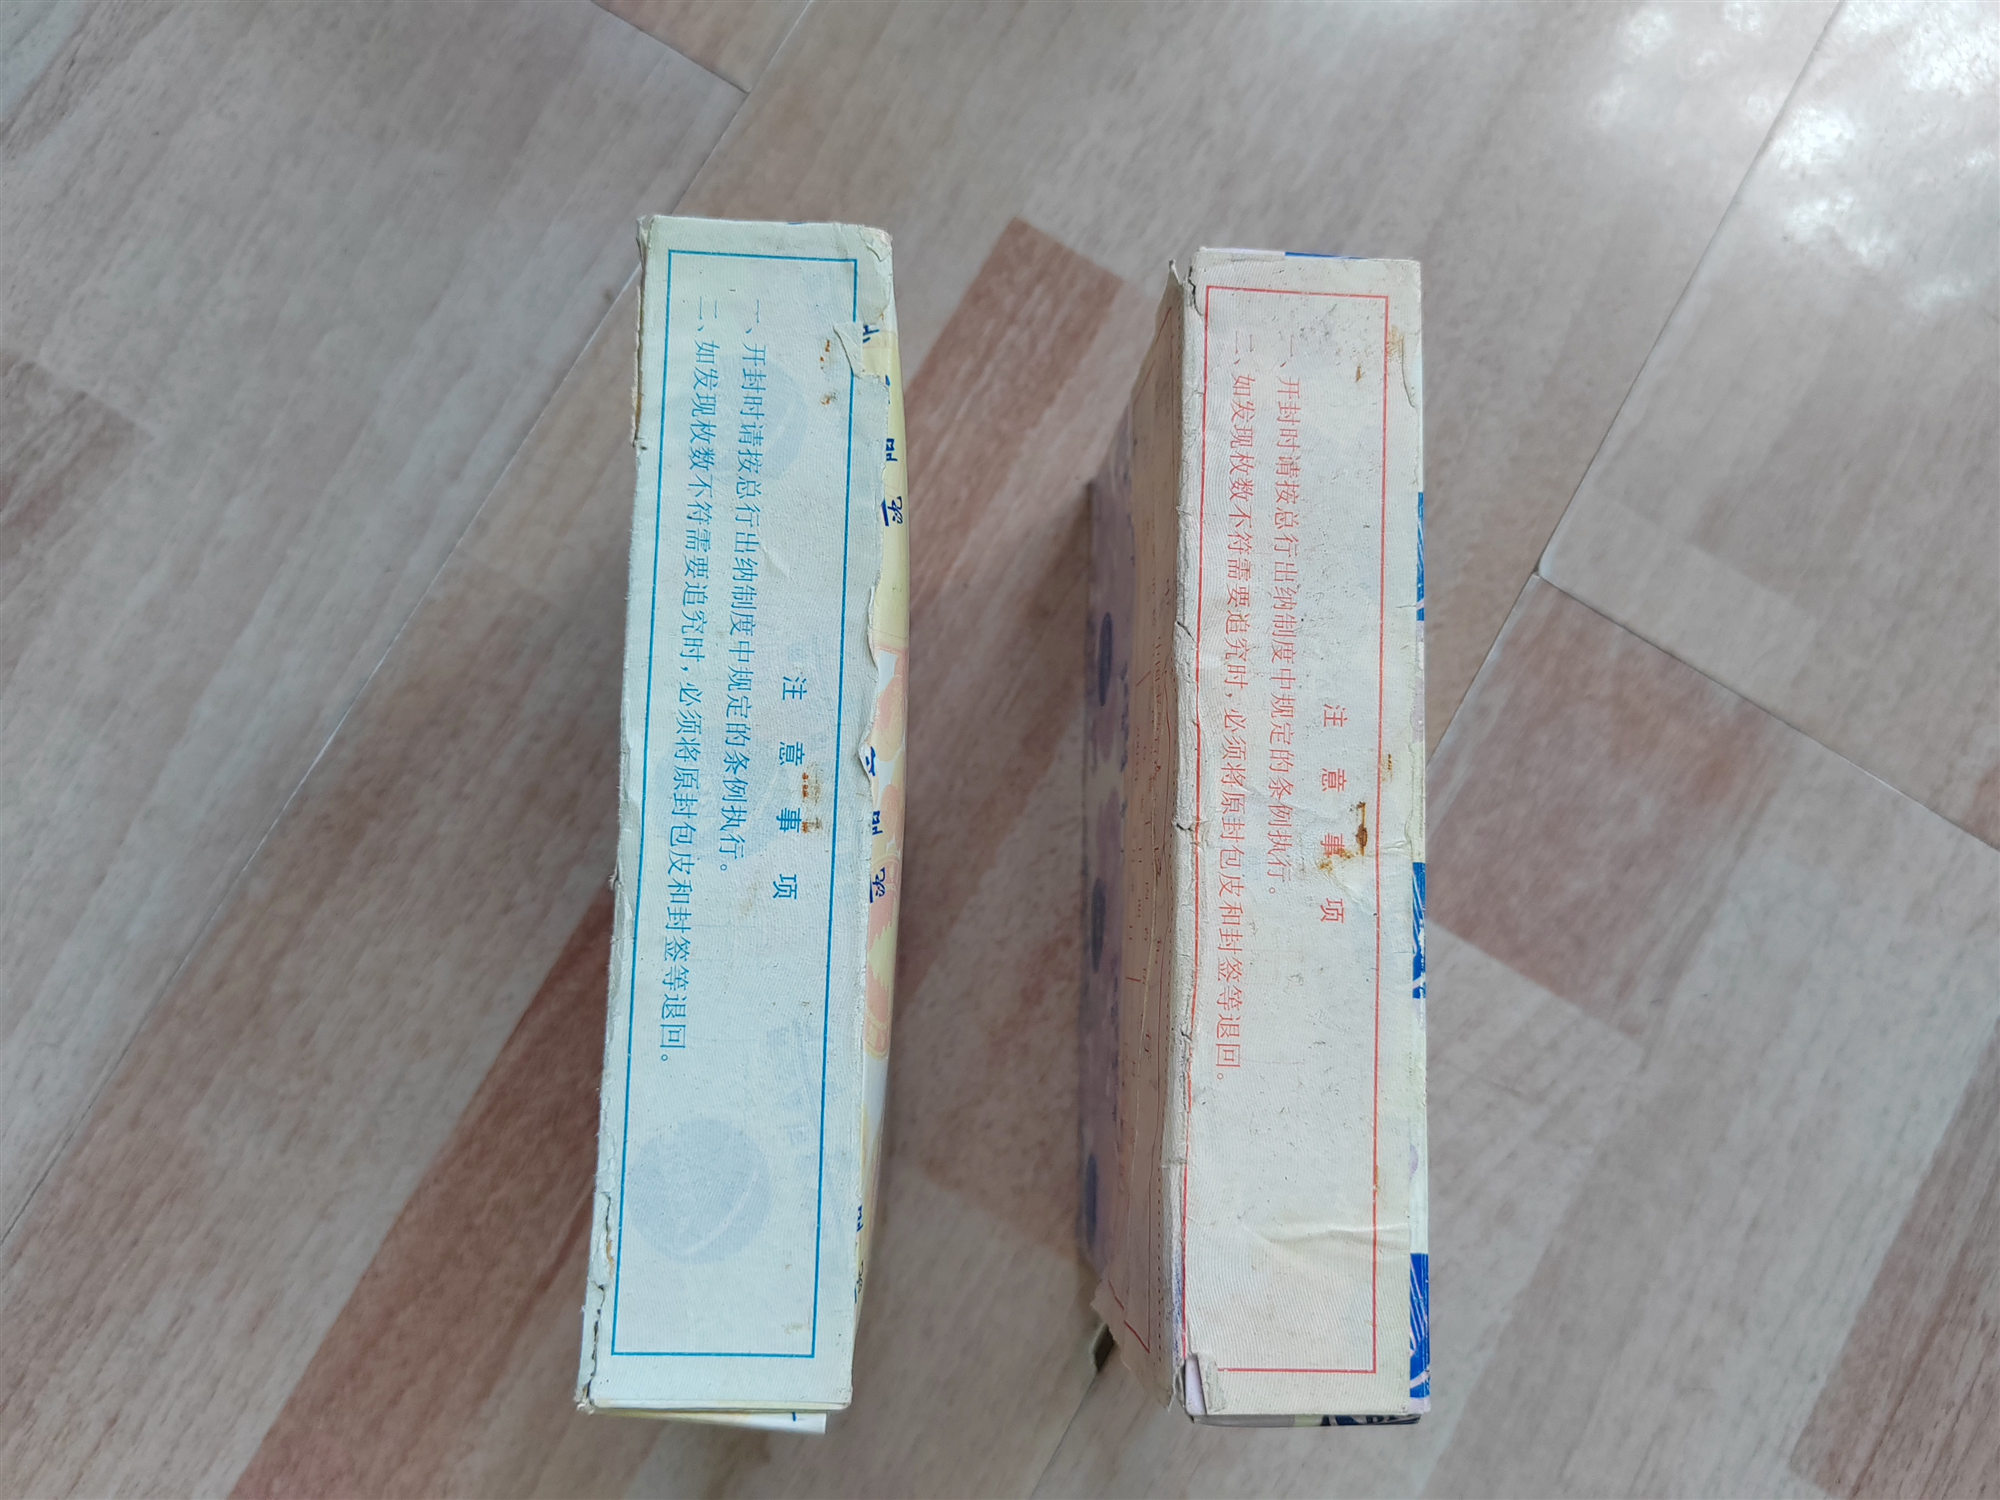 注意事项
一、开封时请按总行出纳制度中规定的条例执行。
二、如发现枚数不符需要追究时，必须将原封包皮和封签等退回。
注意事项
一、开封时请按总行出纳制度中规定的条例执行。
二、如发现枚数不符需要追究时，必须将原封包皮和封签等退回。